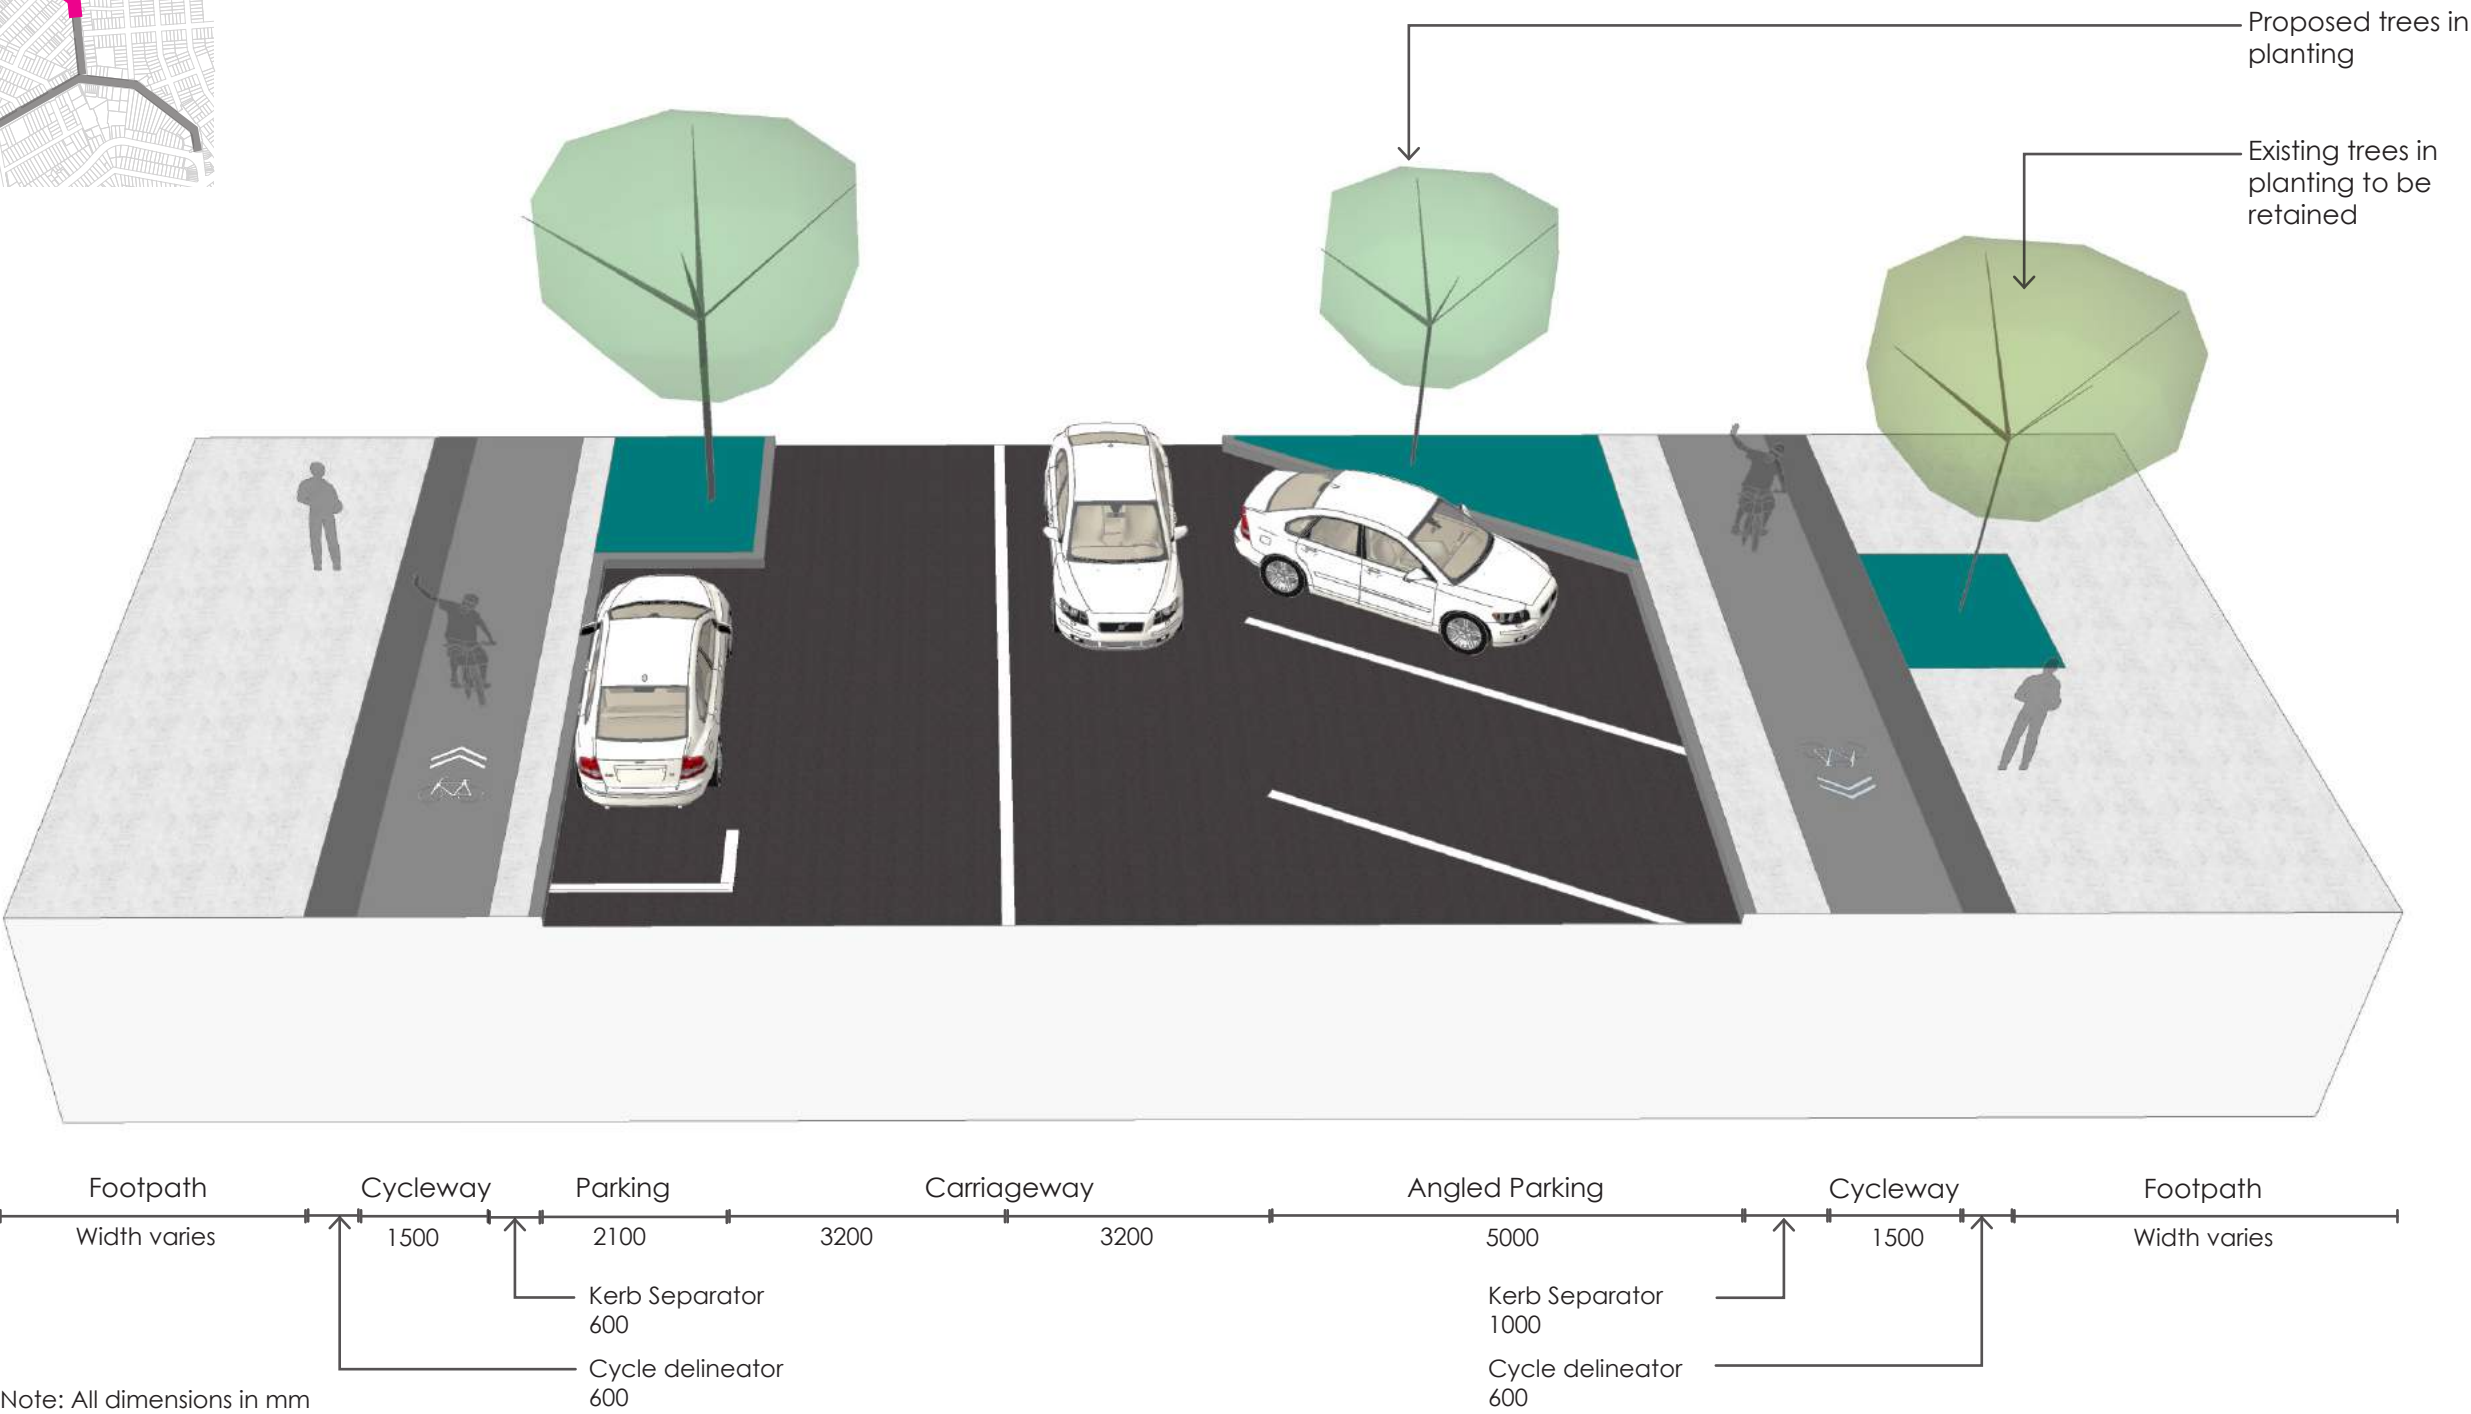 Proposed trees in
planting
Existing trees in
planting to be
retained
Footpath
Cycleway
Parking
Carriageway
Angled Parking
Cycleway
Footpath
Width varies
1500
2100
3200
3200
5000
1500
Width varies
Kerb Separator
600
Kerb Separator
1000
Cycle delineator
600
Cycle delineator
600
Note: All dimensions in mm